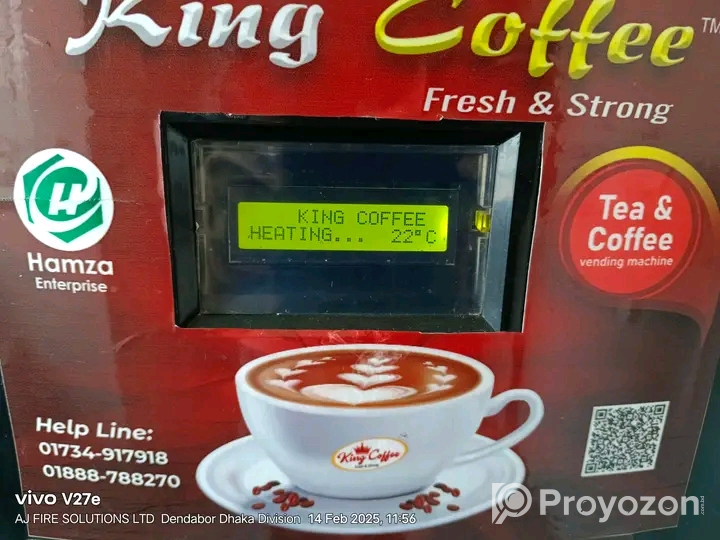 King Coffee
TM
Fresh & Strong
KING COFFEE
HEATING... 22°C
H
Hamza
Enterprise
Tea &
Coffee
vending machine
King Coffee
Help Line:
01734-917918
01888-788270
vivo V27e
AJ FIRE SOLUTIONS LTD Dendabor Dhaka Division 14 Feb 2025, 11:56
Proyozon